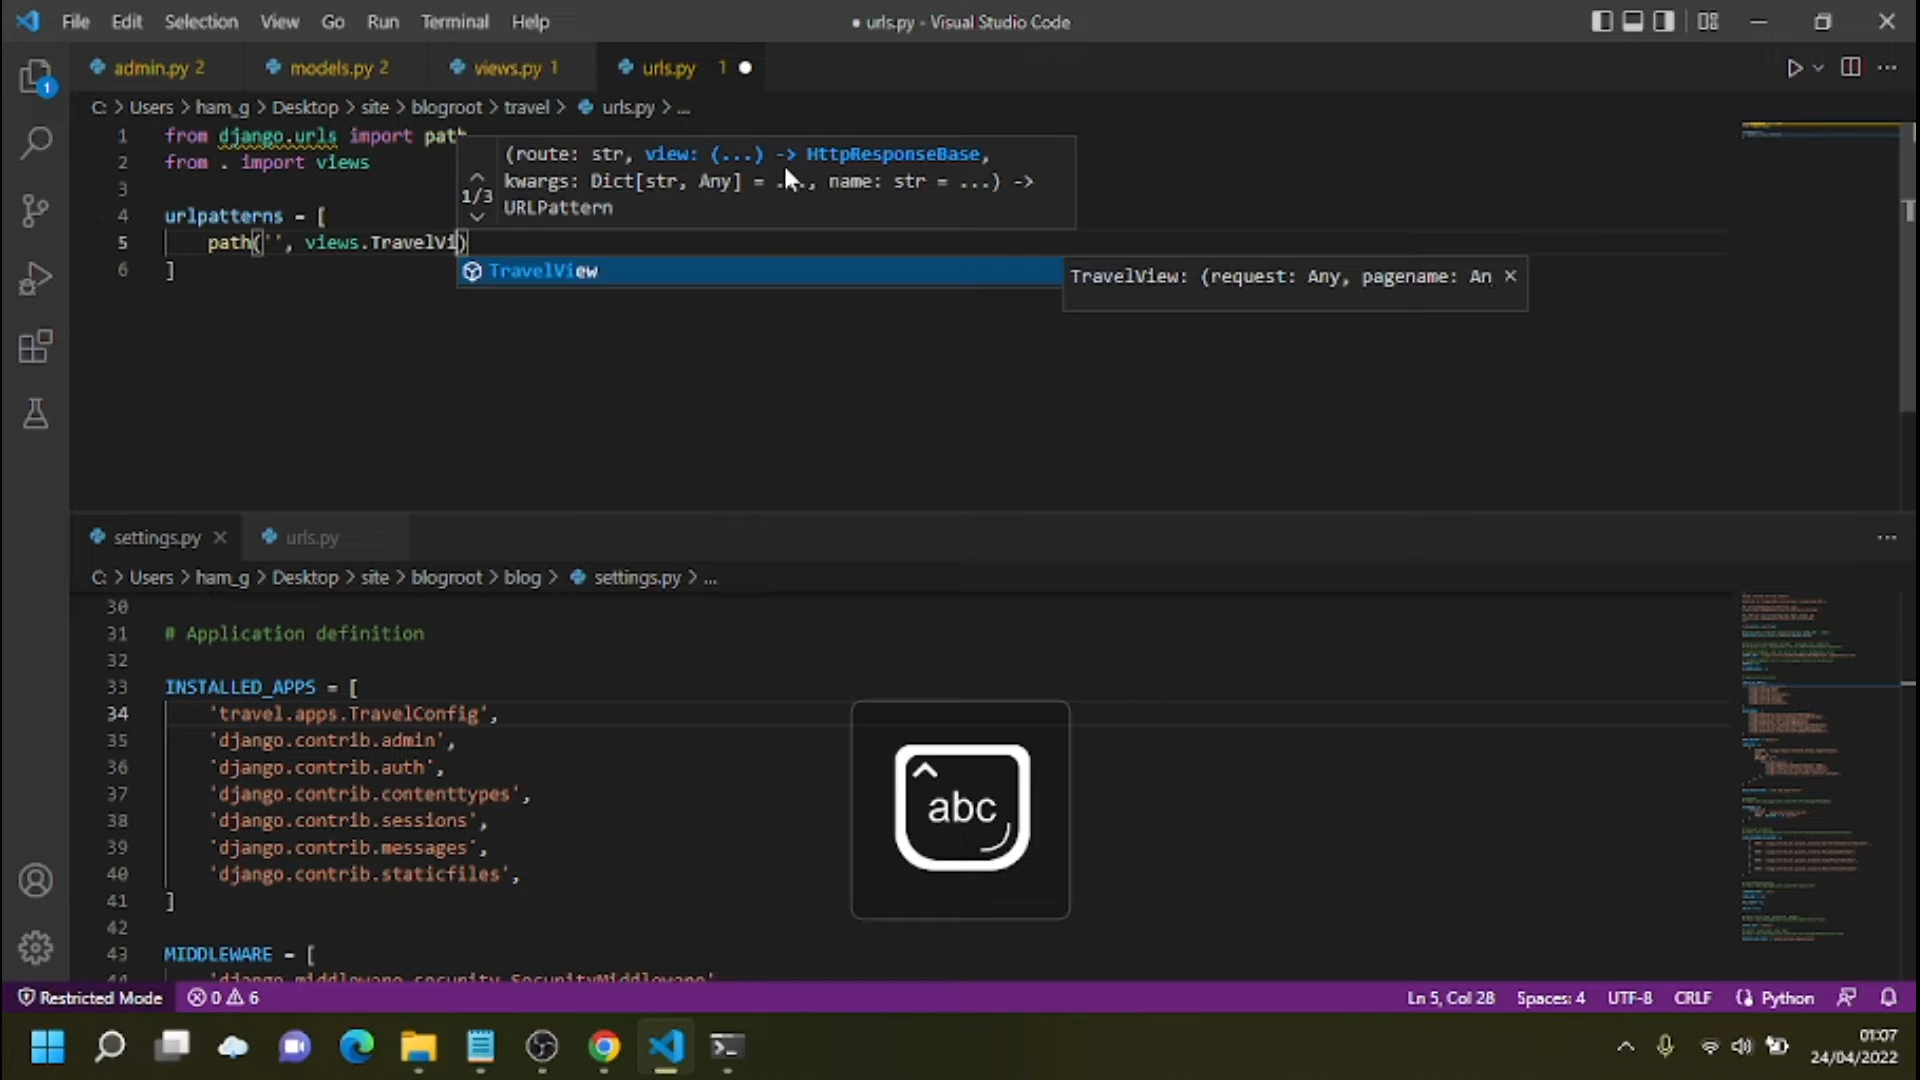 File Edit Selection View Go Run Terminal Help
● urls.py - Visual Studio Code
1
admin.py 2 models.py 2 views.py 1 urls.py 1 ●
C: > Users > ham_g > Desktop > site > blogroot > travel > urls.py > ...
1 from django.urls import path
2 from . import views
3
4 urlpatterns = [
5 path('', views.TravelVi)
6 ]
1/3
(route: str, view: (...) -> HttpResponseBase,
kwargs: Dict[str, Any] = ..., name: str = ...) ->
URLPattern
TravelView
TravelView: (request: Any, pagename: An
settings.py urls.py
C: > Users > ham_g > Desktop > site > blogroot > blog > settings.py > ...
30
31 # Application definition
32
33 INSTALLED_APPS = [
34 'travel.apps.TravelConfig',
35 'django.contrib.admin',
36 'django.contrib.auth',
37 'django.contrib.contenttypes',
38 'django.contrib.sessions',
39 'django.contrib.messages',
40 'django.contrib.staticfiles',
41 ]
42
43 MIDDLEWARE = [
44 'django.middleware.security.SecurityMiddleware',
abc
Restricted Mode 0 6
Ln 5, Col 28 Spaces: 4 UTF-8 CRLF Python
01:07
24/04/2022